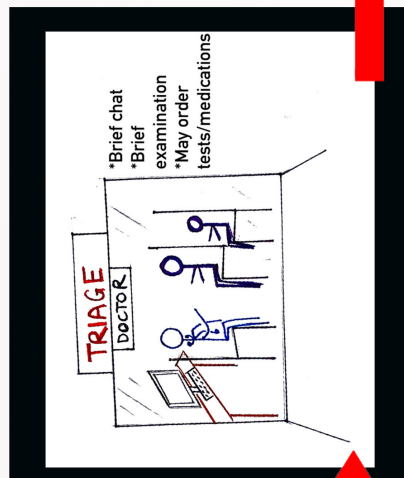 TRIAGE
DOCTOR
*Brief chat
*Brief
examination
*May order
tests/medications